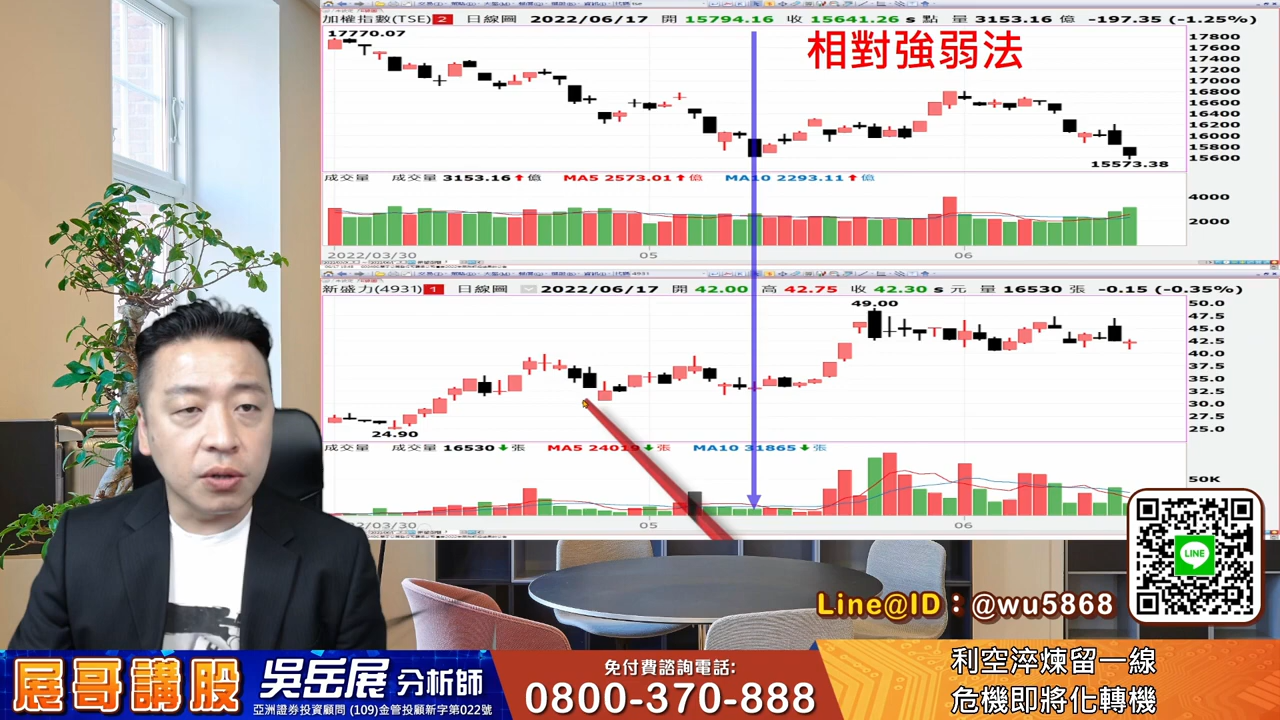 加權指數(TSE) 2 日線圖 2022/06/17 開 15794.16 收 15641.26 s 點 量 3153.16 億 -197.35 (-1.25%)
相對強弱法
17770.07
17800
17600
17400
17200
17000
16800
16600
16400
16200
16000
15800
15600
15573.38
成交量 成交量 3153.16↑億 MA5 2573.01↑億 MA10 2293.11↑億
4000
2000
2022/03/30 05 06
新盛力(4931) 1 日線圖 2022/06/17 開 42.00 高 42.75 收 42.30 s 元 量 16530 張 -0.15 (-0.35%)
49.00
50.0
47.5
45.0
42.5
40.0
37.5
35.0
32.5
30.0
27.5
25.0
24.90
成交量 成交量 16530↓張 MA5 24019↓張 MA10 31865↓張
50K
2022/03/30 05 06
LINE
Line@ID：@wu5868
展哥講股 吳岳展 分析師
亞洲證券投資顧問 (109)金管投顧新字第022號
免付費諮詢電話:
0800-370-888
利空淬煉留一線
危機即將化轉機